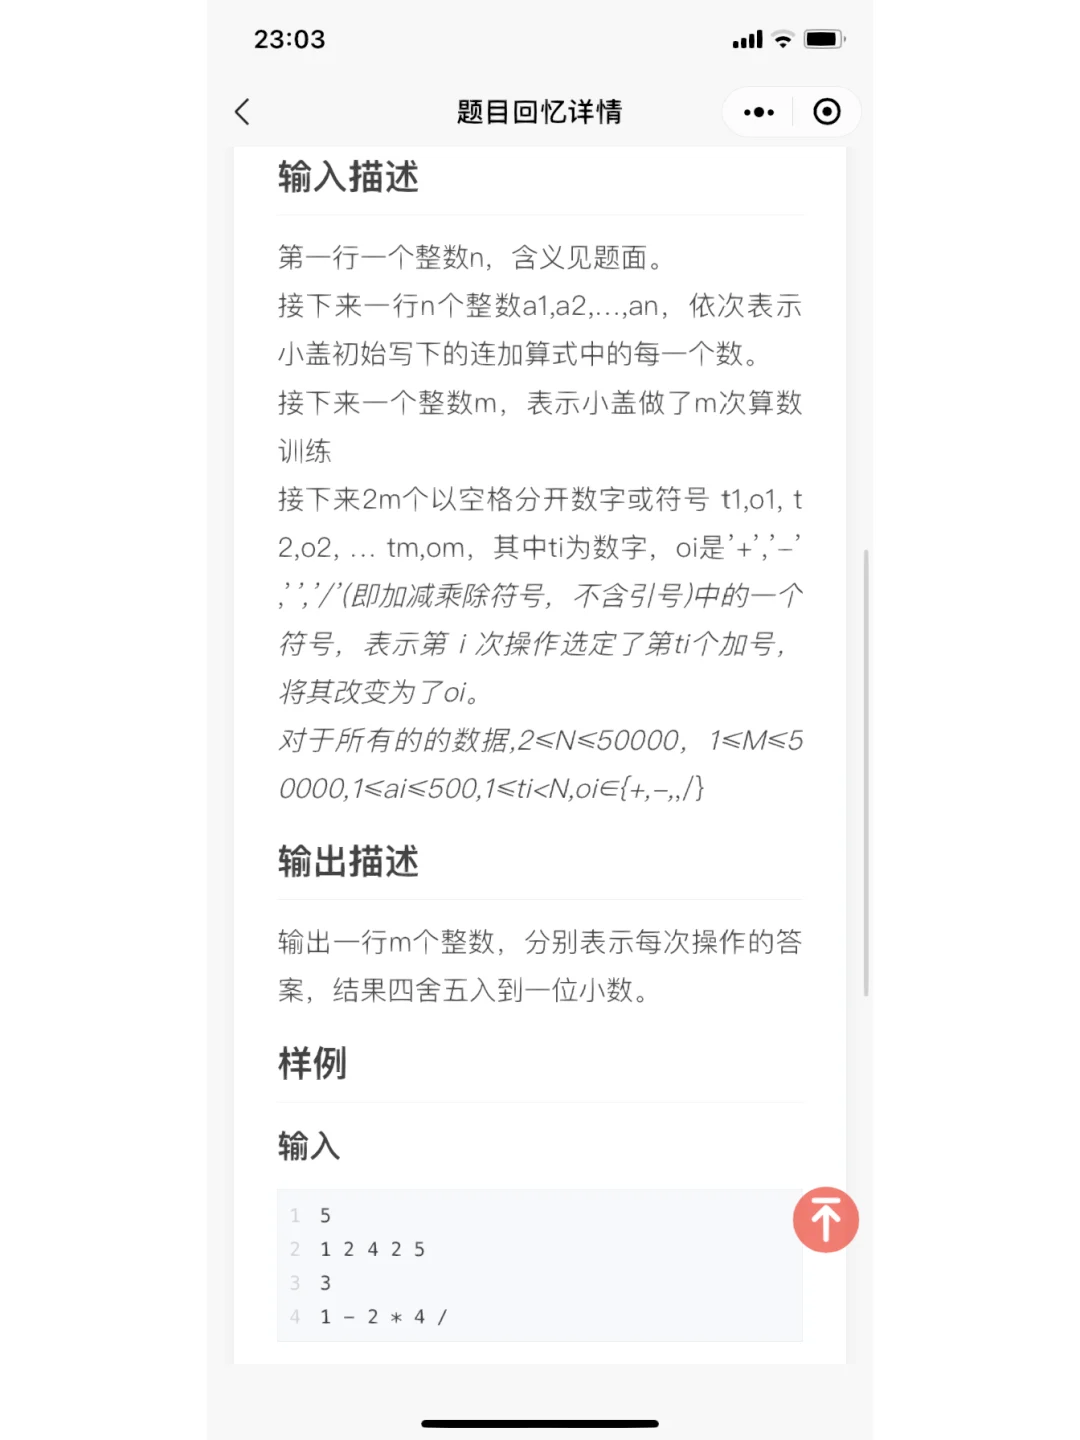 23:03
题目回忆详情
输入描述
第一行一个整数n，含义见题面。
接下来一行n个整数a1,a2,...,an，依次表示
小盖初始写下的连加算式中的每一个数。
接下来一个整数m，表示小盖做了m次算数
训练
接下来2m个以空格分开数字或符号 t1,o1, t
2,o2, ... tm,om，其中ti为数字，oi是'+','-'
,'','/'(即加减乘除符号，不含引号)中的一个
符号，表示第 i 次操作选定了第ti个加号，
将其改变为了oi。
对于所有的的数据,2≤N≤50000，1≤M≤5
0000,1≤ai≤500,1≤ti<N,oi∈{+,-,,/}
输出描述
输出一行m个整数，分别表示每次操作的答
案，结果四舍五入到一位小数。
样例
输入
1 5
2 1 2 4 2 5
3 3
4 1 - 2 * 4 /